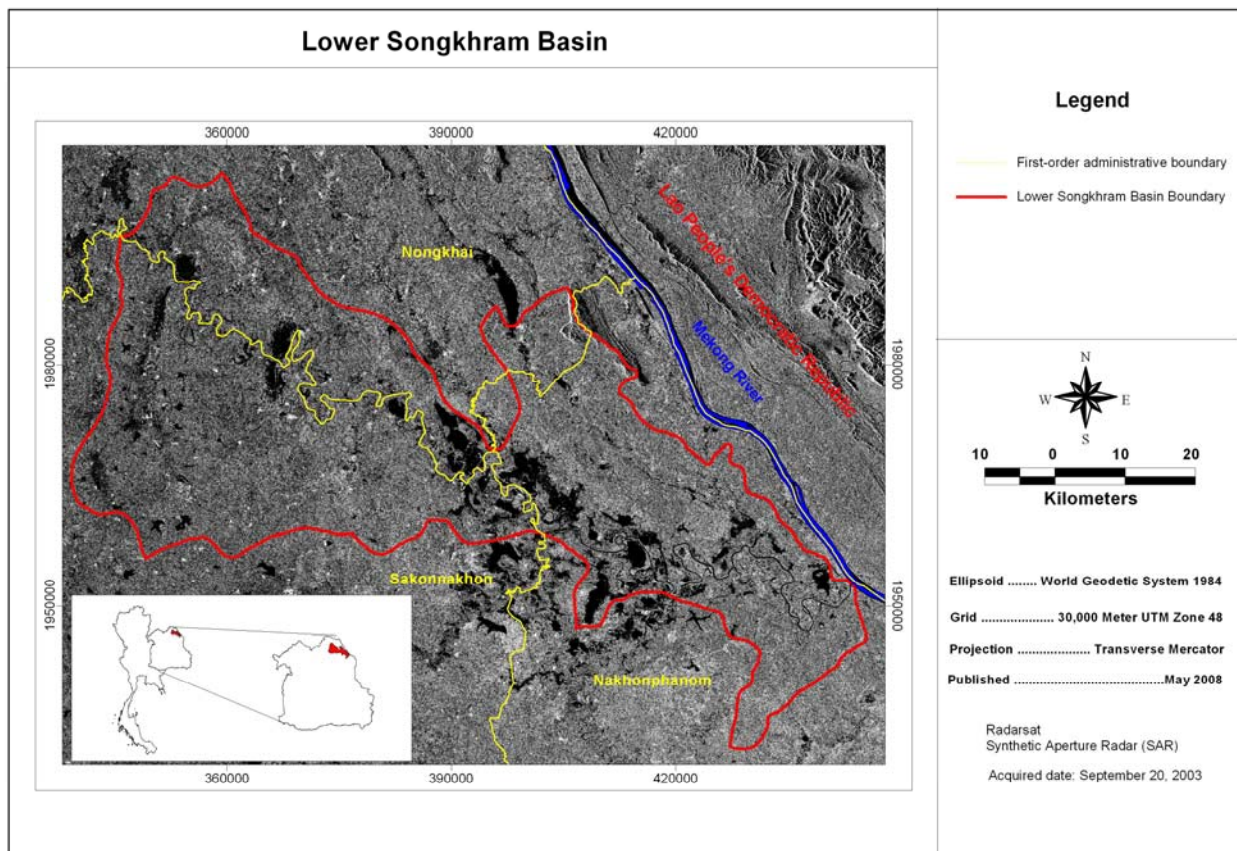 Lower Songkhram Basin
360000
390000
420000
1980000
1950000
Nongkhai
Lao People's Democratic Republic
Mekong River
Sakonnakhon
Nakhonphanom
1980000
1950000
360000
390000
420000
Legend
First-order administrative boundary
Lower Songkhram Basin Boundary
N
W E
S
10 0 10 20
Kilometers
Ellipsoid ........ World Geodetic System 1984
Grid .................... 30,000 Meter UTM Zone 48
Projection .................... Transverse Mercator
Published .........................................May 2008
Radarsat
Synthetic Aperture Radar (SAR)
Acquired date: September 20, 2003